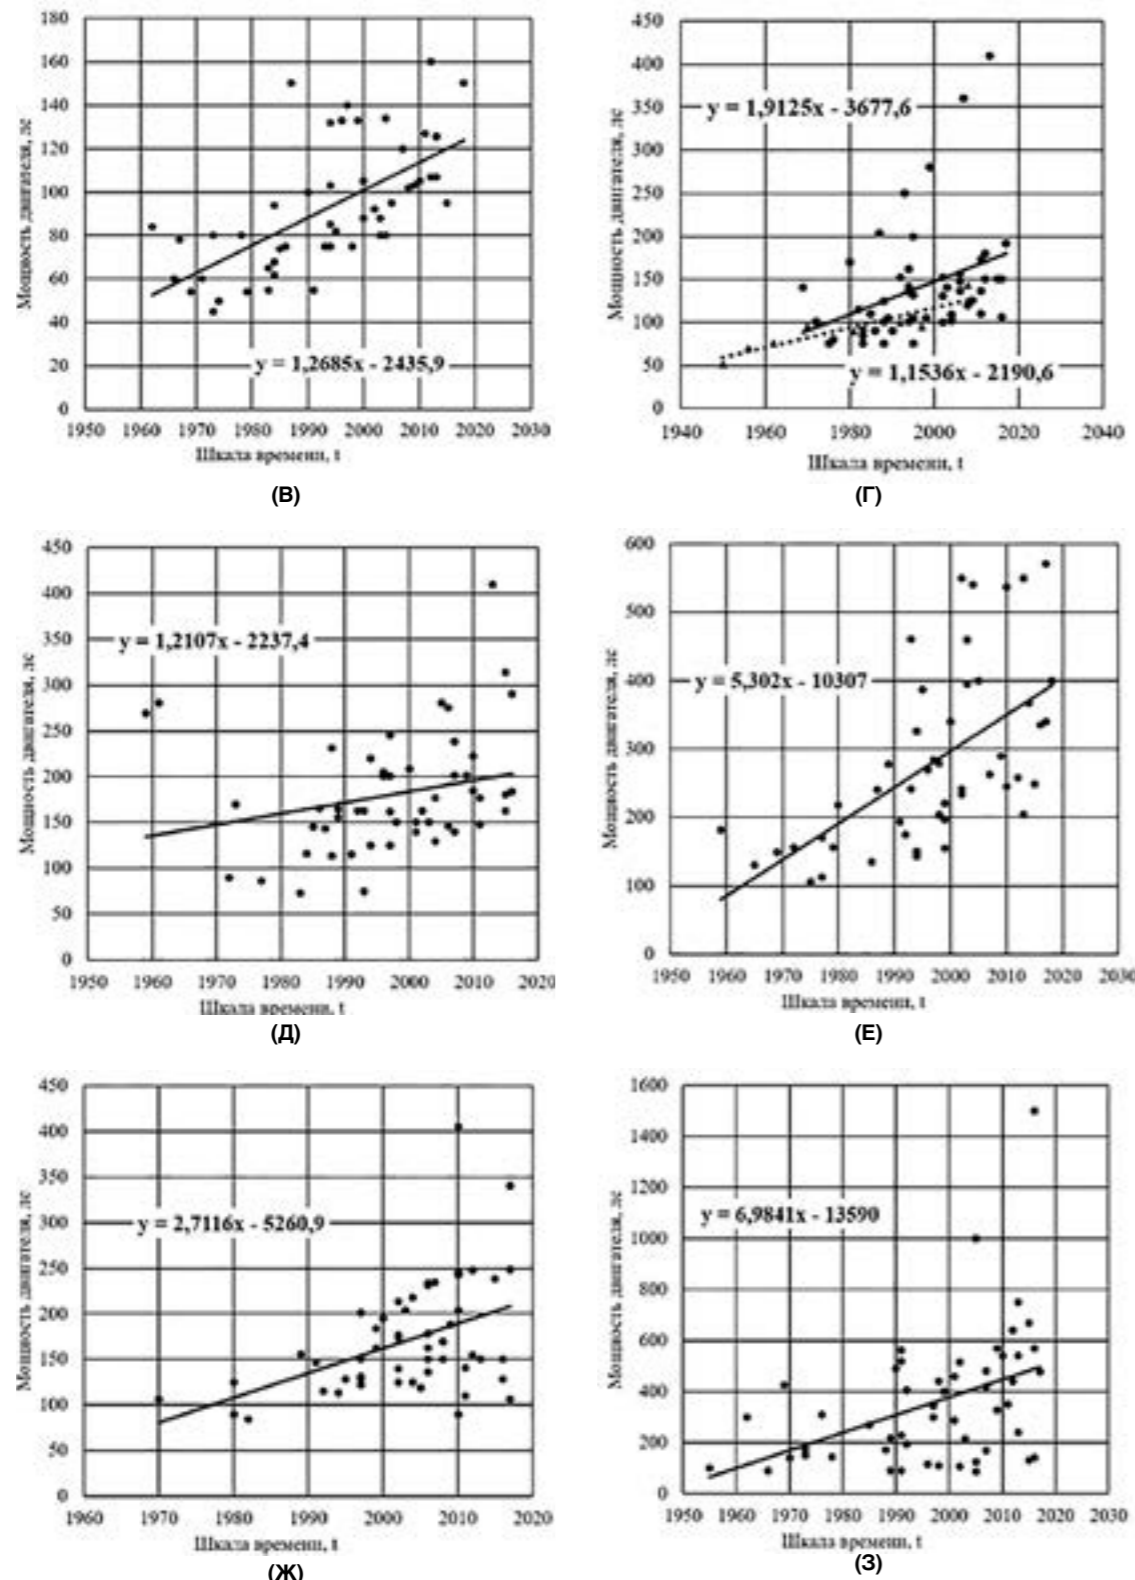 180
160
140
120
100
80
60
40
20
0
Мощность двигателя, лс
y = 1,2685x - 2435,9
1950 1960 1970 1980 1990 2000 2010 2020 2030
Шкала времени, t
(В)
450
400
350
300
250
200
150
100
50
0
Мощность двигателя, лс
y = 1,9125x - 3677,6
y = 1,1536x - 2190,6
1940 1960 1980 2000 2020 2040
Шкала времени, t
(Г)
450
400
350
300
250
200
150
100
50
0
Мощность двигателя, лс
y = 1,2107x - 2237,4
1950 1960 1970 1980 1990 2000 2010 2020
Шкала времени, t
(Д)
600
500
400
300
200
100
0
Мощность двигателя, лс
y = 5,302x - 10307
1950 1960 1970 1980 1990 2000 2010 2020 2030
Шкала времени, t
(Е)
450
400
350
300
250
200
150
100
50
0
Мощность двигателя, лс
y = 2,7116x - 5260,9
1960 1970 1980 1990 2000 2010 2020
Шкала времени, t
(Ж)
1600
1400
1200
1000
800
600
400
200
0
Мощность двигателя, лс
y = 6,9841x - 13590
1950 1960 1970 1980 1990 2000 2010 2020 2030
Шкала времени, t
(З)